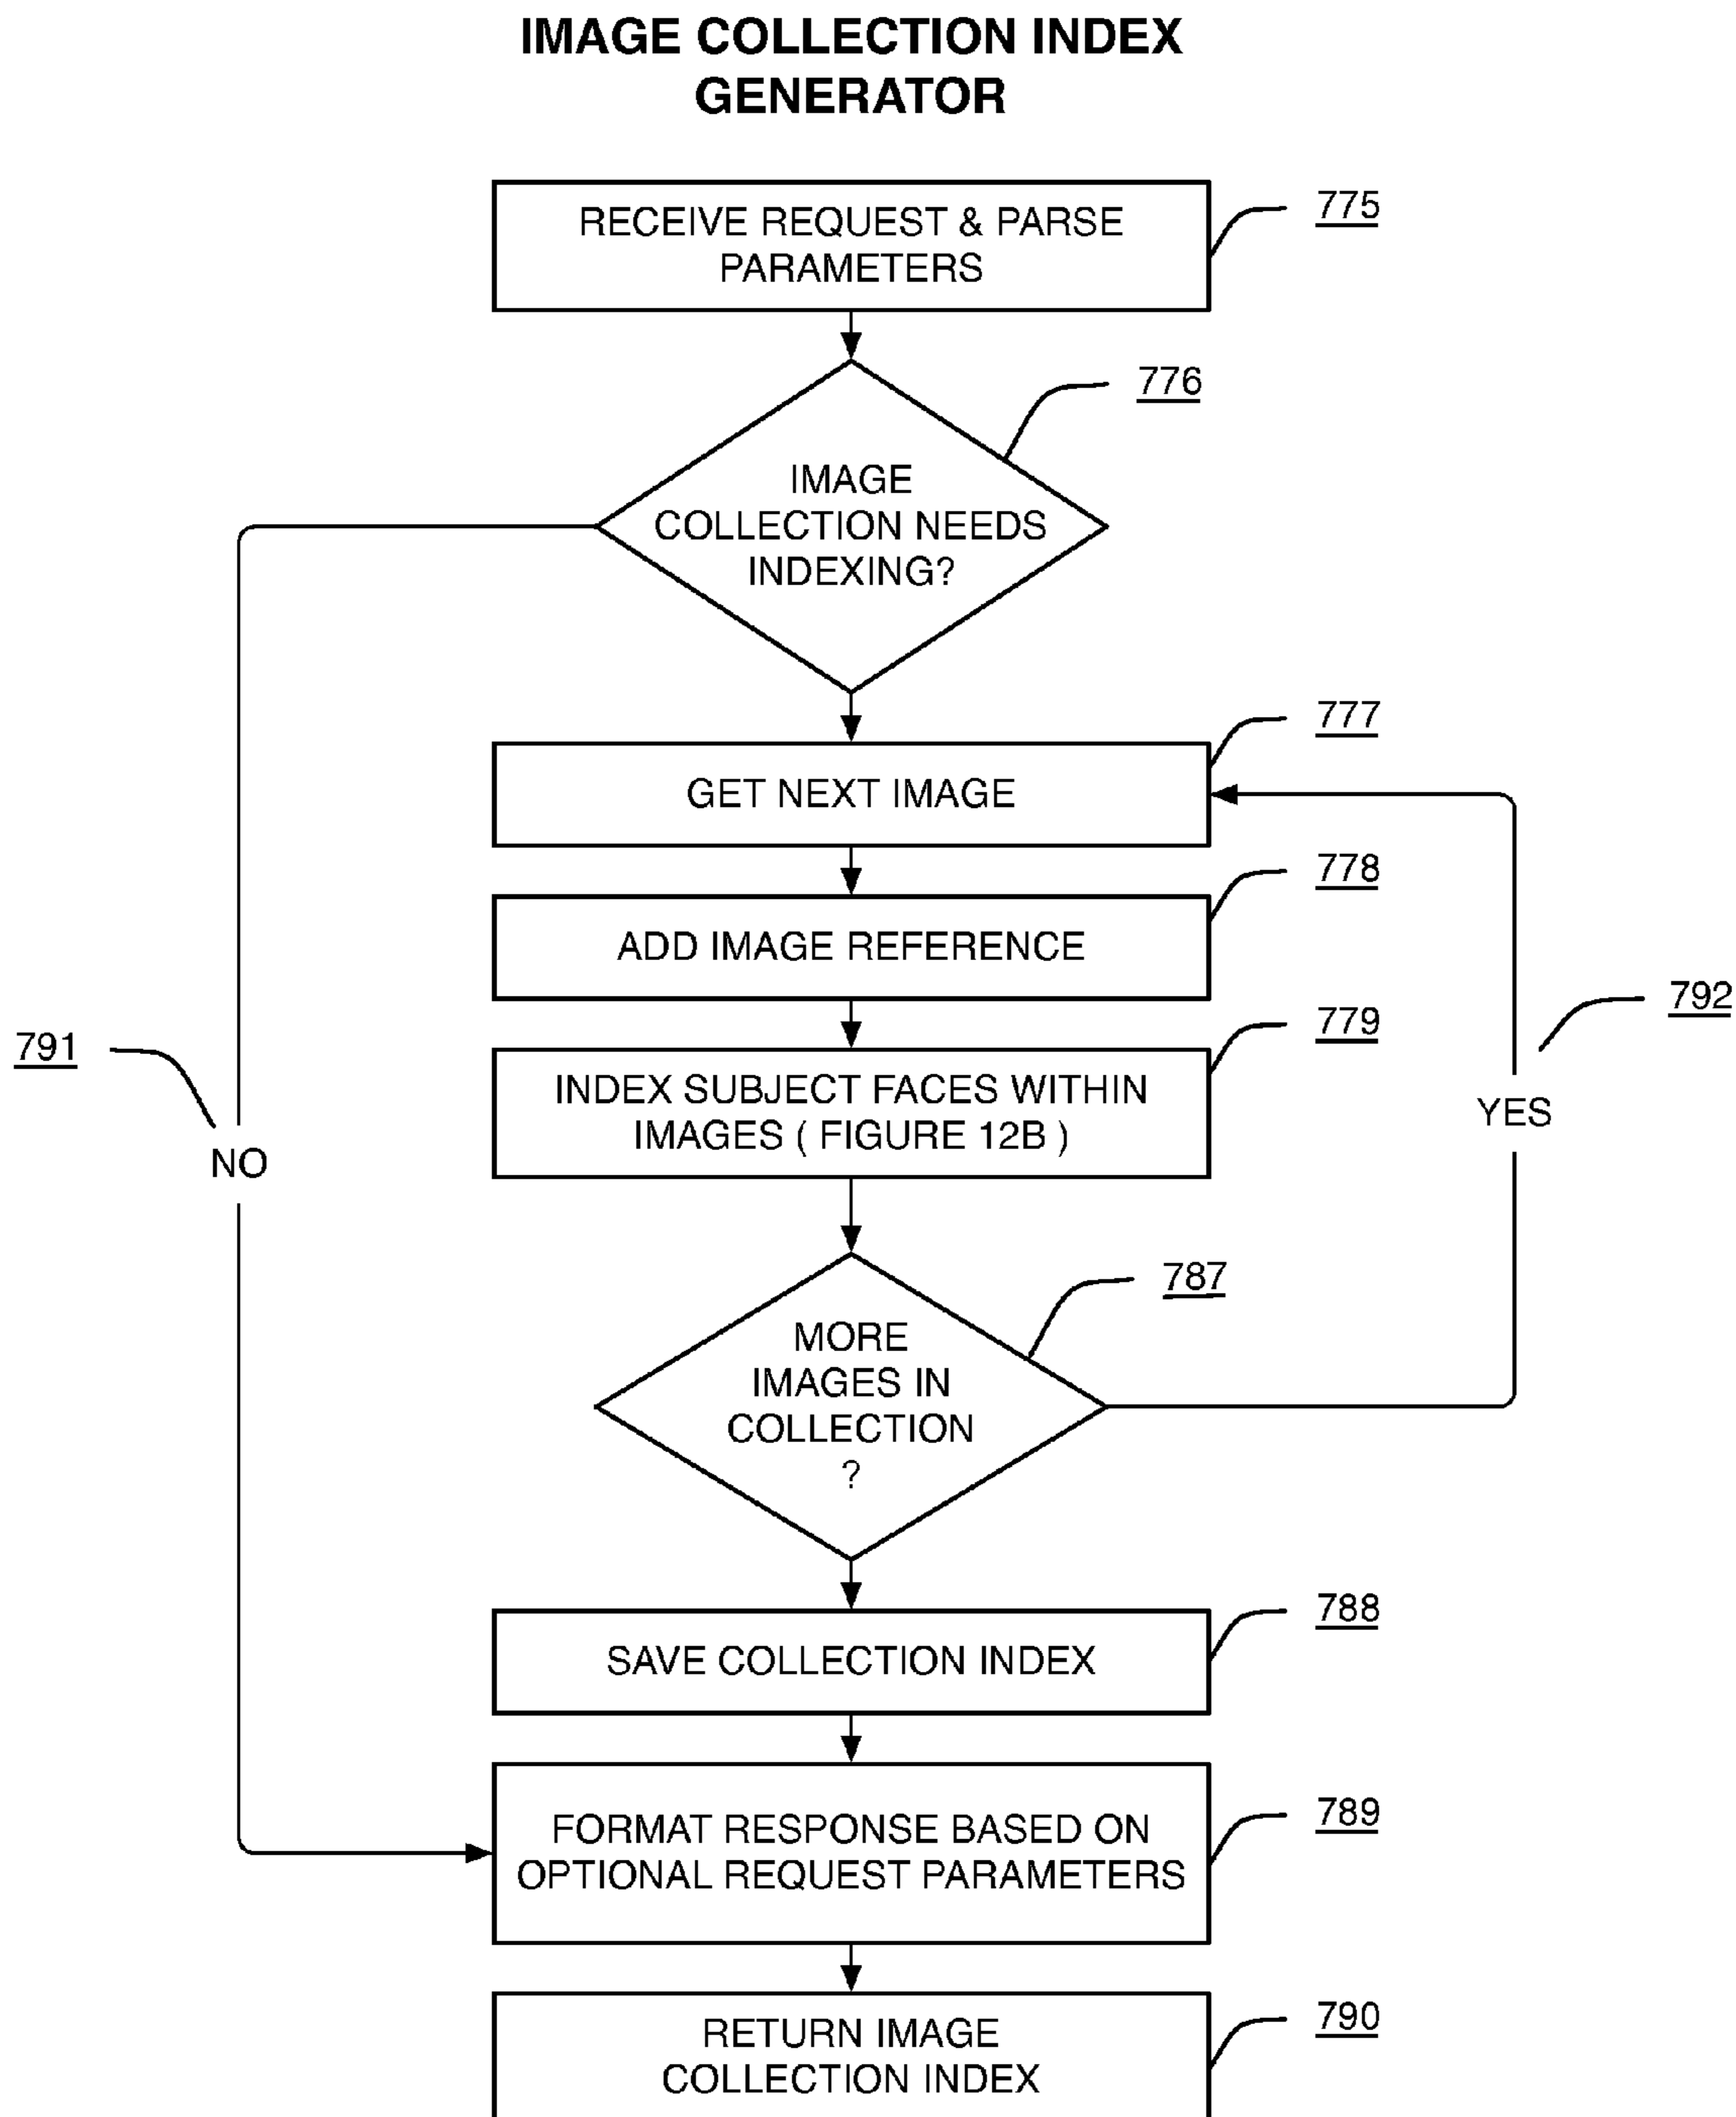 IMAGE COLLECTION INDEX
GENERATOR
RECEIVE REQUEST & PARSE
PARAMETERS
775
776
IMAGE
COLLECTION NEEDS
INDEXING?
777
GET NEXT IMAGE
778
ADD IMAGE REFERENCE
792
779
791
INDEX SUBJECT FACES WITHIN
IMAGES ( FIGURE 12B )
YES
NO
787
MORE
IMAGES IN
COLLECTION
?
788
SAVE COLLECTION INDEX
789
FORMAT RESPONSE BASED ON
OPTIONAL REQUEST PARAMETERS
790
RETURN IMAGE
COLLECTION INDEX